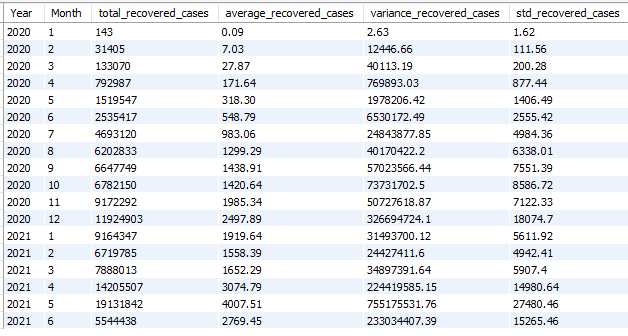 Year Month total_recovered_cases average_recovered_cases variance_recovered_cases std_recovered_cases
2020 1 143 0.09 2.63 1.62
2020 2 31405 7.03 12446.66 111.56
2020 3 133070 27.87 40113.19 200.28
2020 4 792987 171.64 769893.03 877.44
2020 5 1519547 318.30 1978206.42 1406.49
2020 6 2535417 548.79 6530172.49 2555.42
2020 7 4693120 983.06 24843877.85 4984.36
2020 8 6202833 1299.29 40170422.2 6338.01
2020 9 6647749 1438.91 57023566.44 7551.39
2020 10 6782150 1420.64 73731702.5 8586.72
2020 11 9172292 1985.34 50727618.87 7122.33
2020 12 11924903 2497.89 326694724.1 18074.7
2021 1 9164347 1919.64 31493700.12 5611.92
2021 2 6719785 1558.39 24427411.6 4942.41
2021 3 7888013 1652.29 34897391.64 5907.4
2021 4 14205507 3074.79 224419585.15 14980.64
2021 5 19131842 4007.51 755175531.76 27480.46
2021 6 5544438 2769.45 233034407.39 15265.46